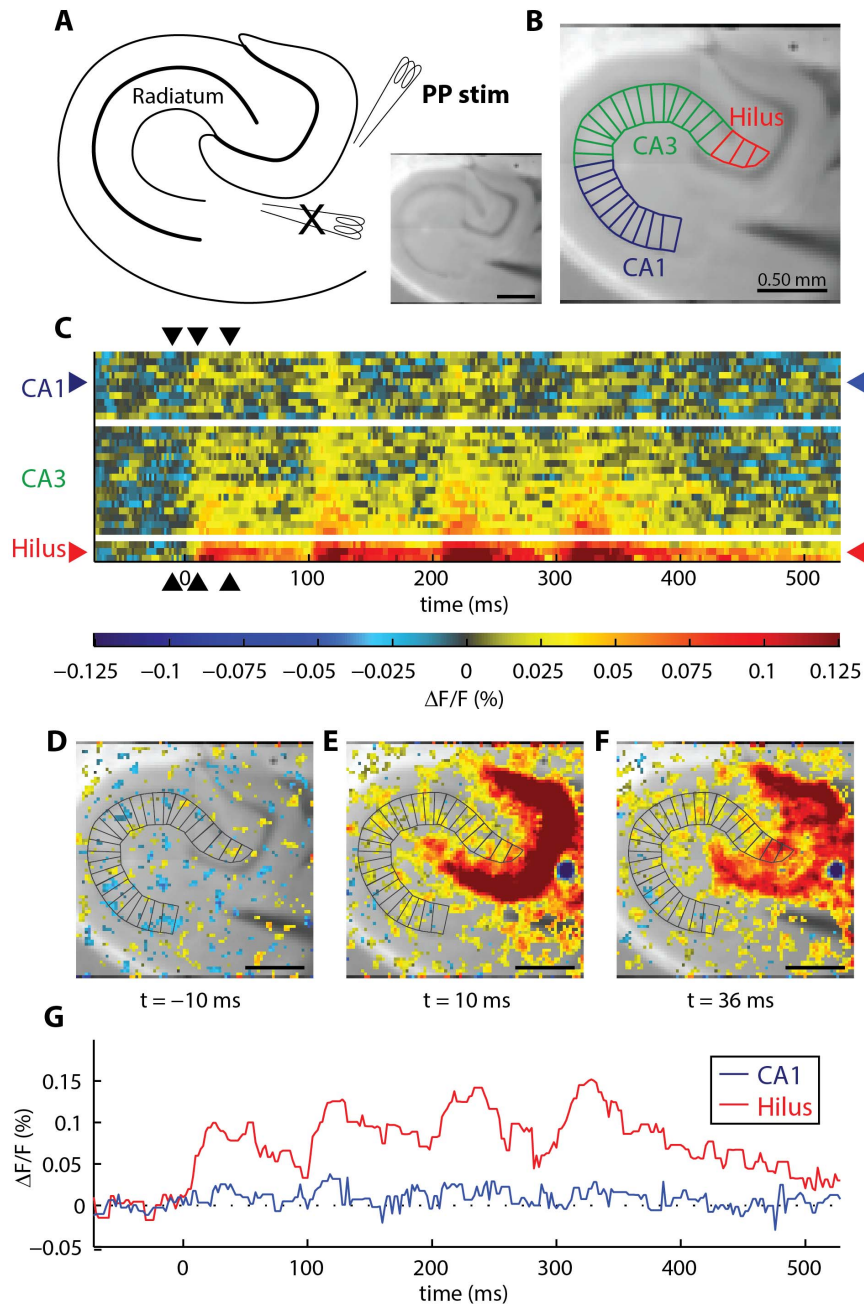 A
Radiatum
PP stim
X
B
Hilus
CA3
CA1
0.50 mm
C
CA1
CA3
Hilus
0 100 200 300 400 500
time (ms)
−0.125 −0.1 −0.075 −0.05 −0.025 0 0.025 0.05 0.075 0.1 0.125
ΔF/F (%)
D
E
F
t = −10 ms
t = 10 ms
t = 36 ms
G
0.15
0.1
0.05
0
−0.05
ΔF/F (%)
CA1
Hilus
0 100 200 300 400 500
time (ms)